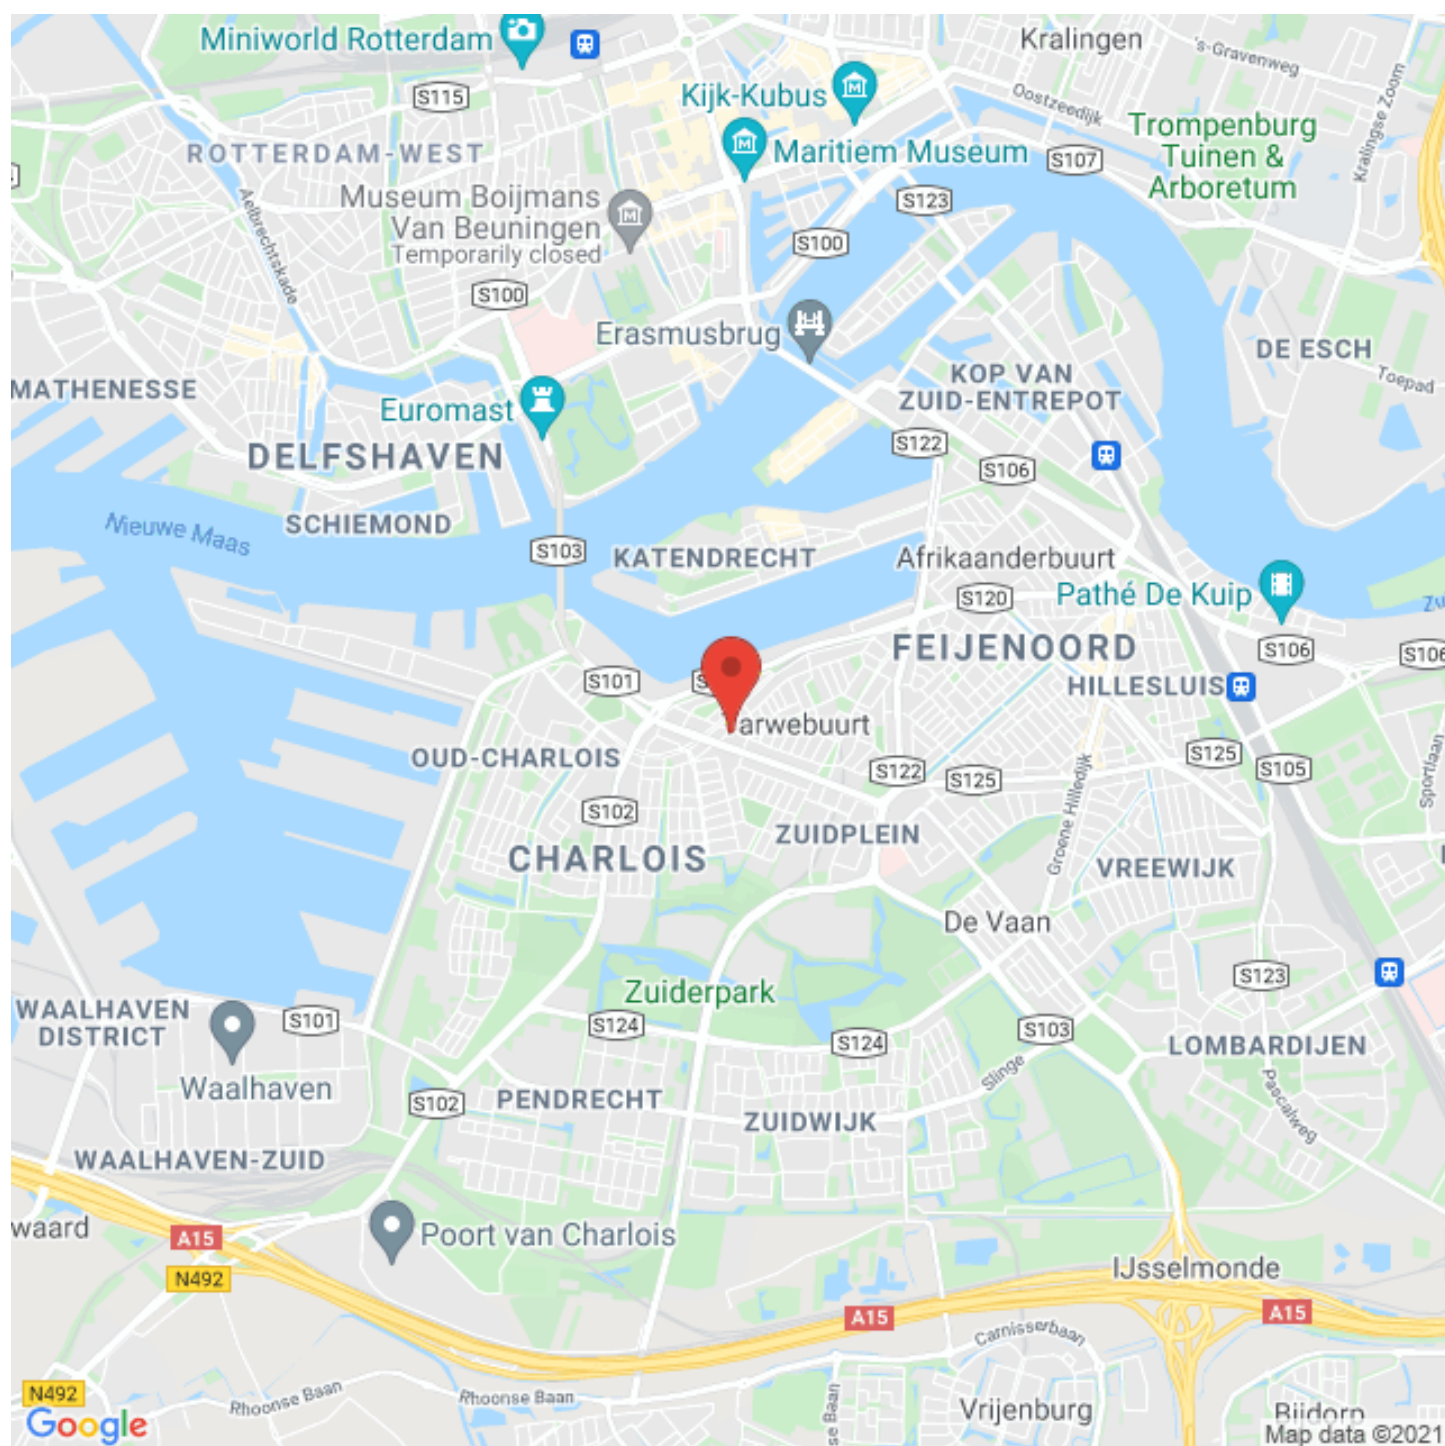 Miniworld Rotterdam
Kralingen
's-Gravenweg
S115
Kijk-Kubus
Oostzeedijk
Kralingse Zoom
Trompenburg
Tuinen &
Arboretum
ROTTERDAM-WEST
Maritiem Museum
S107
Museum Boijmans
Van Beuningen
Temporarily closed
Aelbrechtskade
S123
S100
S100
Erasmusbrug
DE ESCH
Toepad
MATHENESSE
KOP VAN
ZUID-ENTREPOT
Euromast
DELFSHAVEN
S122
S106
Nieuwe Maas
SCHIEMOND
S103
KATENDRECHT
Afrikaanderbuurt
S120
Pathé De Kuip
FEIJENOORD
S106
S106
S101
HILLESLUIS
arwebuurt
OUD-CHARLOIS
S122
S125
S125
S105
Sportlaan
Groene Hilledijk
S102
ZUIDPLEIN
CHARLOIS
VREEWIJK
De Vaan
S123
Zuiderpark
WAALHAVEN
DISTRICT
S101
S124
S124
S103
LOMBARDIJEN
Waalhaven
Slinge
Pascalweg
S102
PENDRECHT
ZUIDWIJK
WAALHAVEN-ZUID
waard
A15
Poort van Charlois
N492
IJsselmonde
A15
A15
Carnisserbaan
N492
Rhoonse Baan
Rhoonse Baan
se Baan
Vrijenburg
Google
Map data ©2021